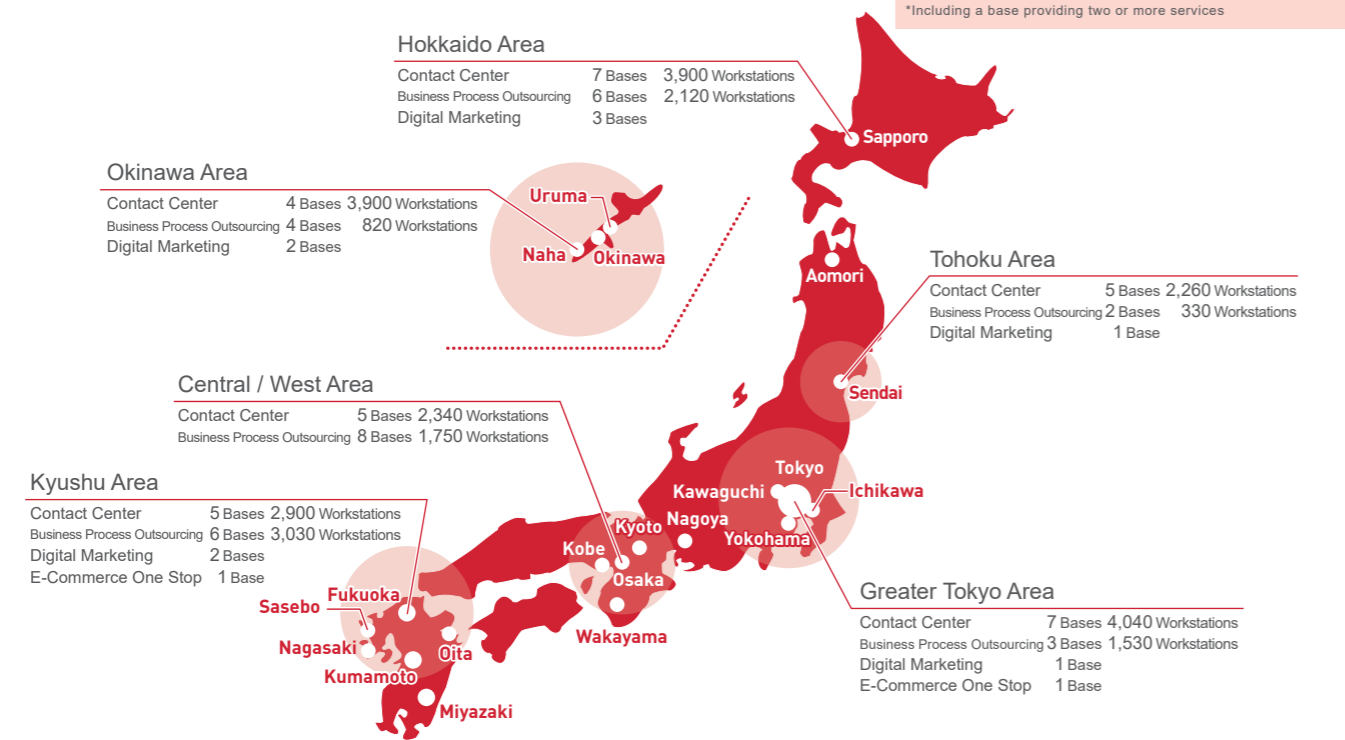 *Including a base providing two or more services
Hokkaido Area
Contact Center 7 Bases 3,900 Workstations
Business Process Outsourcing 6 Bases 2,120 Workstations
Digital Marketing 3 Bases
Sapporo
Okinawa Area
Contact Center 4 Bases 3,900 Workstations
Business Process Outsourcing 4 Bases 820 Workstations
Digital Marketing 2 Bases
Uruma
Naha
Okinawa
Aomori
Tohoku Area
Contact Center 5 Bases 2,260 Workstations
Business Process Outsourcing 2 Bases 330 Workstations
Digital Marketing 1 Base
Sendai
Central / West Area
Contact Center 5 Bases 2,340 Workstations
Business Process Outsourcing 8 Bases 1,750 Workstations
Tokyo
Kawaguchi
Ichikawa
Nagoya
Yokohama
Kyoto
Kobe
Osaka
Wakayama
Kyushu Area
Contact Center 5 Bases 2,900 Workstations
Business Process Outsourcing 6 Bases 3,030 Workstations
Digital Marketing 2 Bases
E-Commerce One Stop 1 Base
Fukuoka
Sasebo
Nagasaki
Oita
Kumamoto
Miyazaki
Greater Tokyo Area
Contact Center 7 Bases 4,040 Workstations
Business Process Outsourcing 3 Bases 1,530 Workstations
Digital Marketing 1 Base
E-Commerce One Stop 1 Base